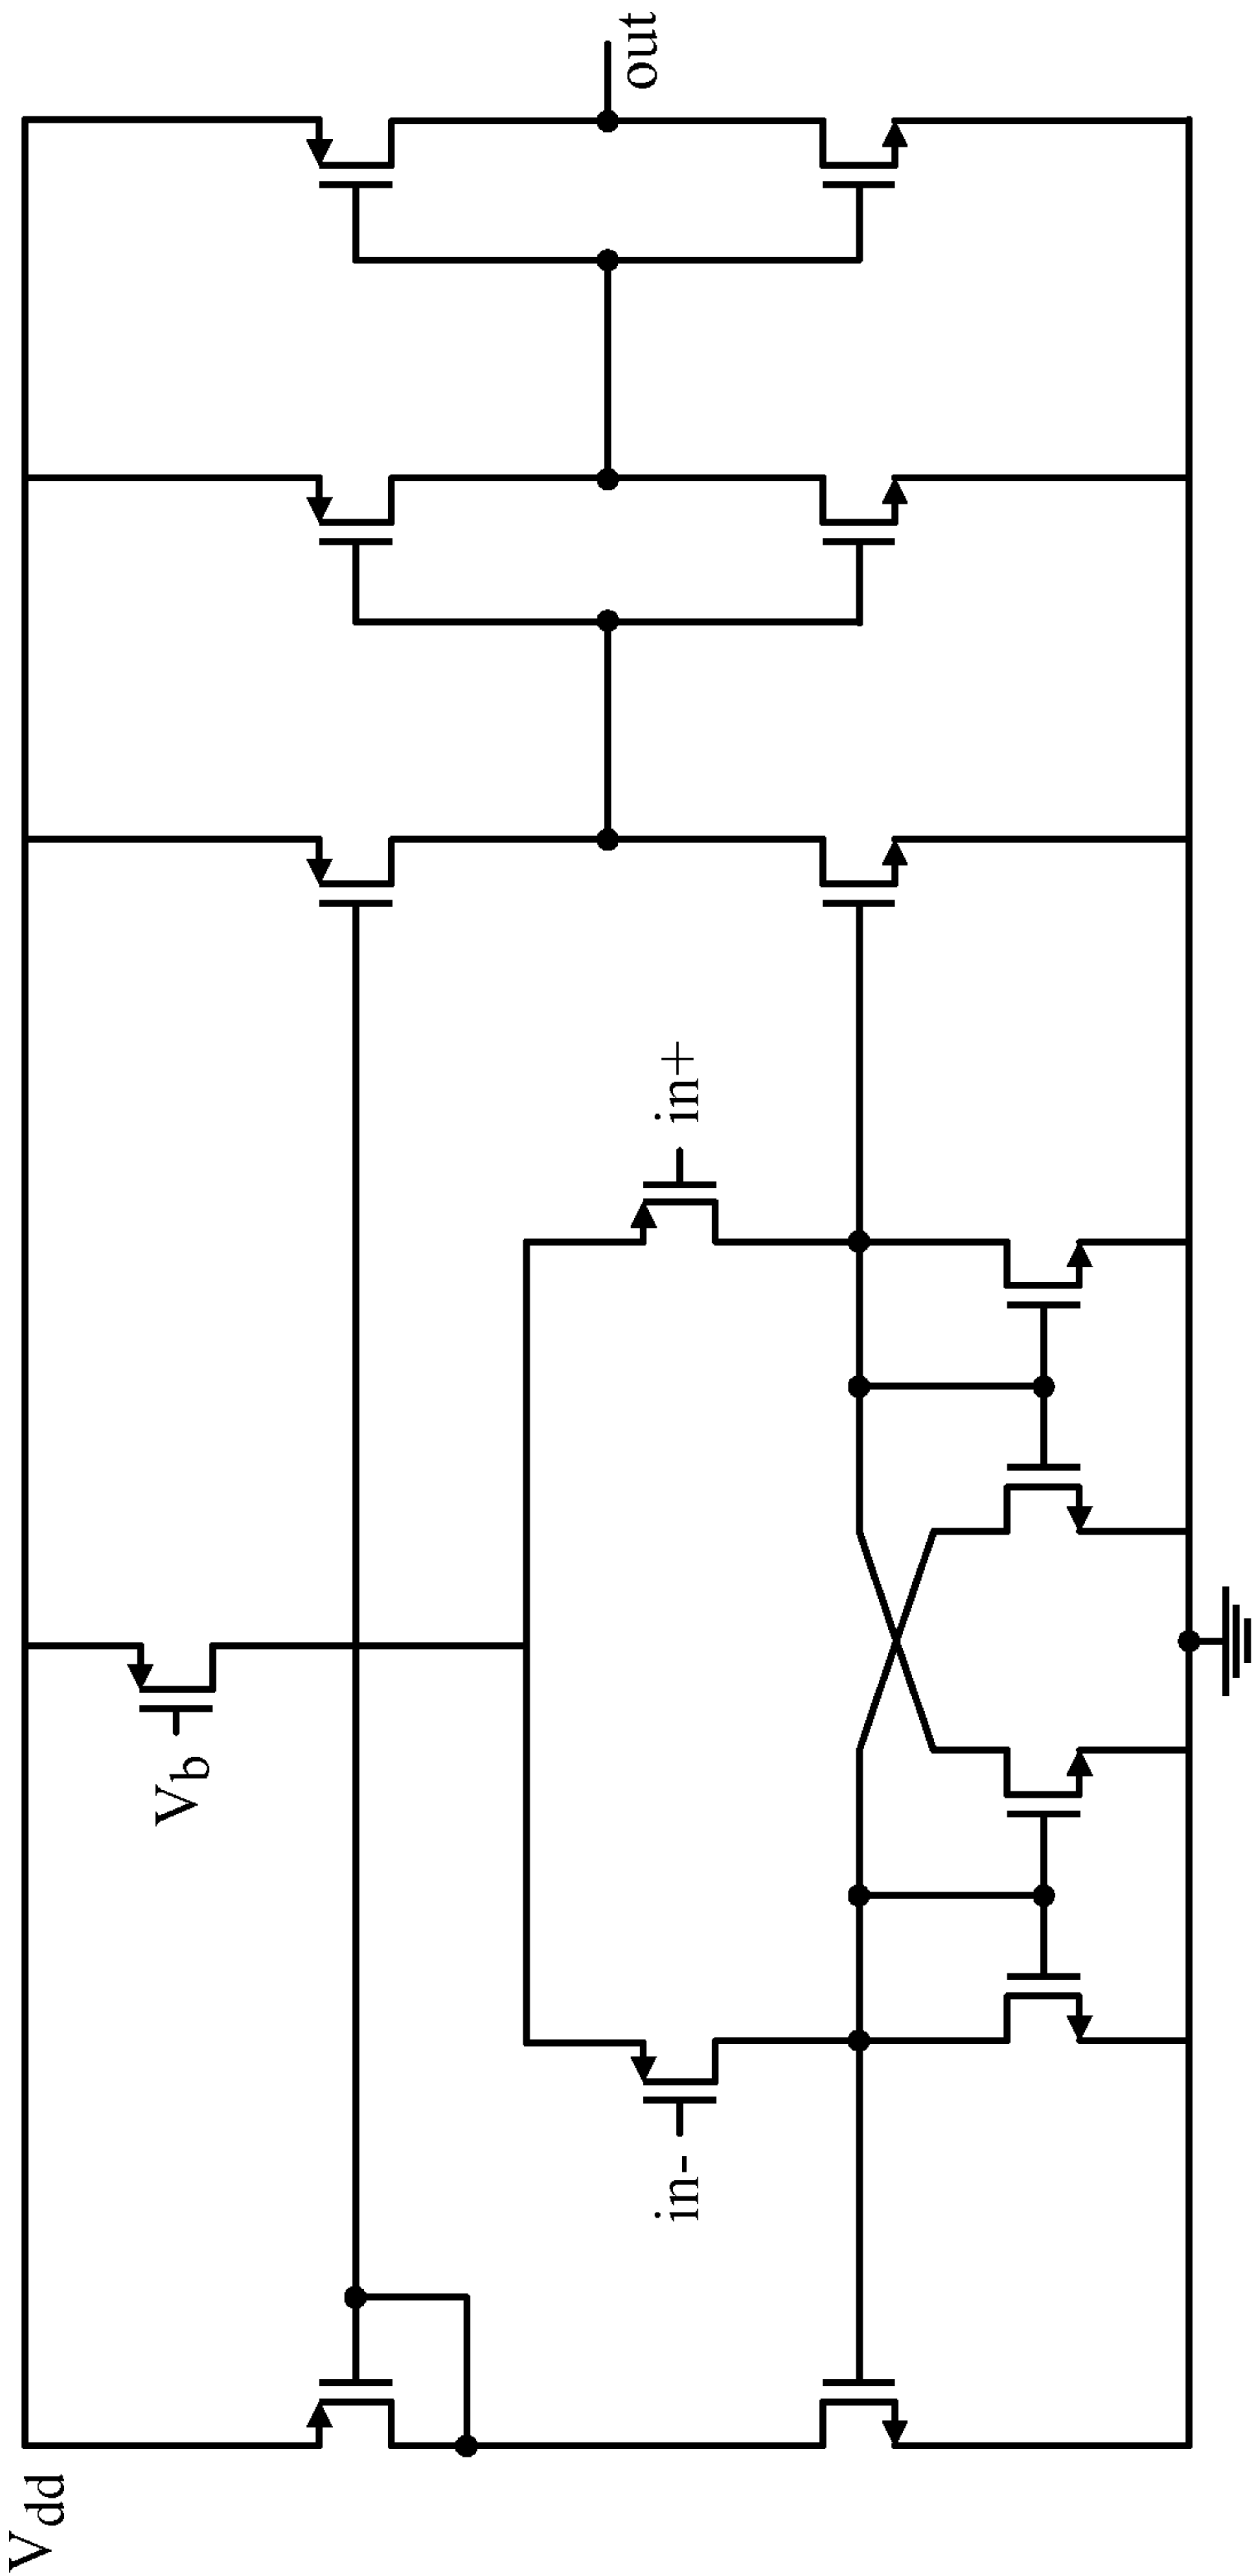 Vdd
Vb
in-
in+
out